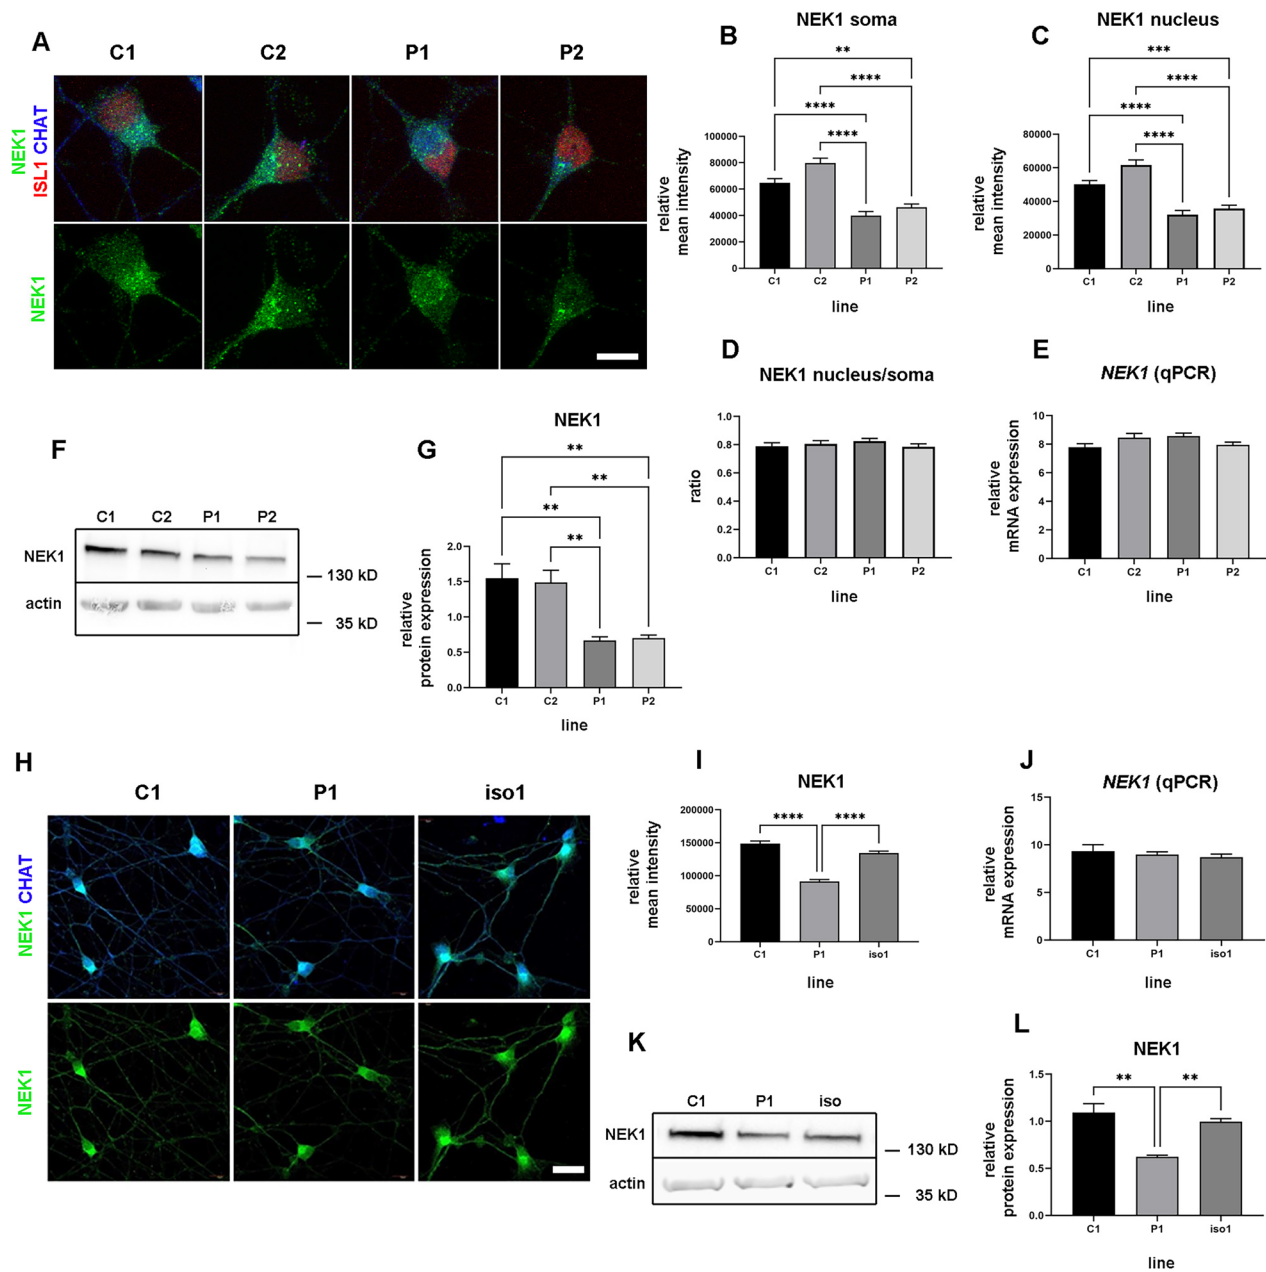 A
C1
C2
P1
P2
NEK1
ISL1 CHAT
NEK1
B
NEK1 soma
**
****
****
****
relative
mean intensity
100000
80000
60000
40000
20000
0
C1
C2
P1
P2
line
C
NEK1 nucleus
***
****
****
****
relative
mean intensity
80000
60000
40000
20000
0
C1
C2
P1
P2
line
D
NEK1 nucleus/soma
ratio
1.0
0.8
0.6
0.4
0.2
0.0
C1
C2
P1
P2
line
E
NEK1 (qPCR)
relative
mRNA expression
10
8
6
4
2
0
C1
C2
P1
P2
line
F
C1
C2
P1
P2
NEK1
130 kD
actin
35 kD
G
NEK1
**
**
**
**
relative
protein expression
2.0
1.5
1.0
0.5
0.0
C1
C2
P1
P2
line
H
C1
P1
iso1
NEK1 CHAT
NEK1
I
NEK1
****
****
relative
mean intensity
200000
150000
100000
50000
0
C1
P1
iso1
line
J
NEK1 (qPCR)
relative
mRNA expression
15
10
5
0
C1
P1
iso1
K
C1
P1
iso
NEK1
130 kD
actin
35 kD
L
NEK1
**
**
relative
protein expression
1.5
1.0
0.5
0.0
C1
P1
iso1
line